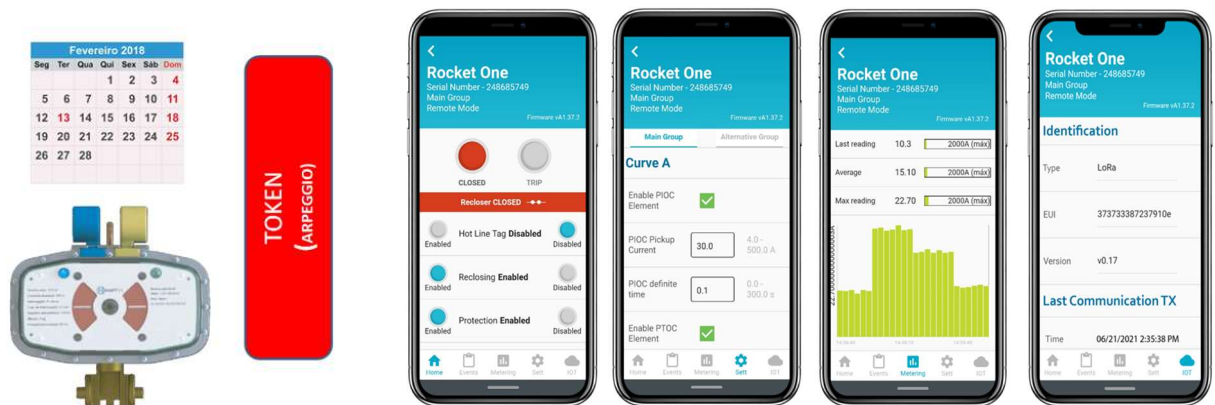 Fevereiro 2018
Seg Ter Qua Qui Sex Sáb Dom
1 2 3 4
5 6 7 8 9 10 11
12 13 14 15 16 17 18
19 20 21 22 23 24 25
26 27 28
TOKEN
(ARPEGGIO)
Rocket One
Serial Number - 248685749
Main Group
Remote Mode
Firmware vA1.37.2
CLOSED TRIP
Recloser CLOSED
Enabled Hot Line Tag Disabled Disabled
Enabled Reclosing Enabled Disabled
Enabled Protection Enabled Disabled
Home Events Metering Sett IOT
Rocket One
Serial Number - 248685749
Main Group
Remote Mode
Firmware vA1.37.2
Main Group Alternative Group
Curve A
Enable PIOC
Element
PIOC Pickup
Current 30.0 4.0 -
500.0 A
PIOC definite
time 0.1 0.0 -
300.0 s
Enable PTOC
Element
Home Events Metering Sett IOT
Rocket One
Serial Number - 248685749
Main Group
Remote Mode
Firmware vA1.37.2
Last reading 10.3 2000A (máx)
Average 15.10 2000A (máx)
Max reading 22.70 2000A (máx)
Home Events Metering Sett IOT
Rocket One
Serial Number - 248685749
Main Group
Remote Mode
Firmware vA1.37.2
Identification
Type LoRa
EUI 373733387237910e
Version v0.17
Last Communication TX
Time 06/21/2021 2:35:38 PM
Home Events Metering Sett IOT